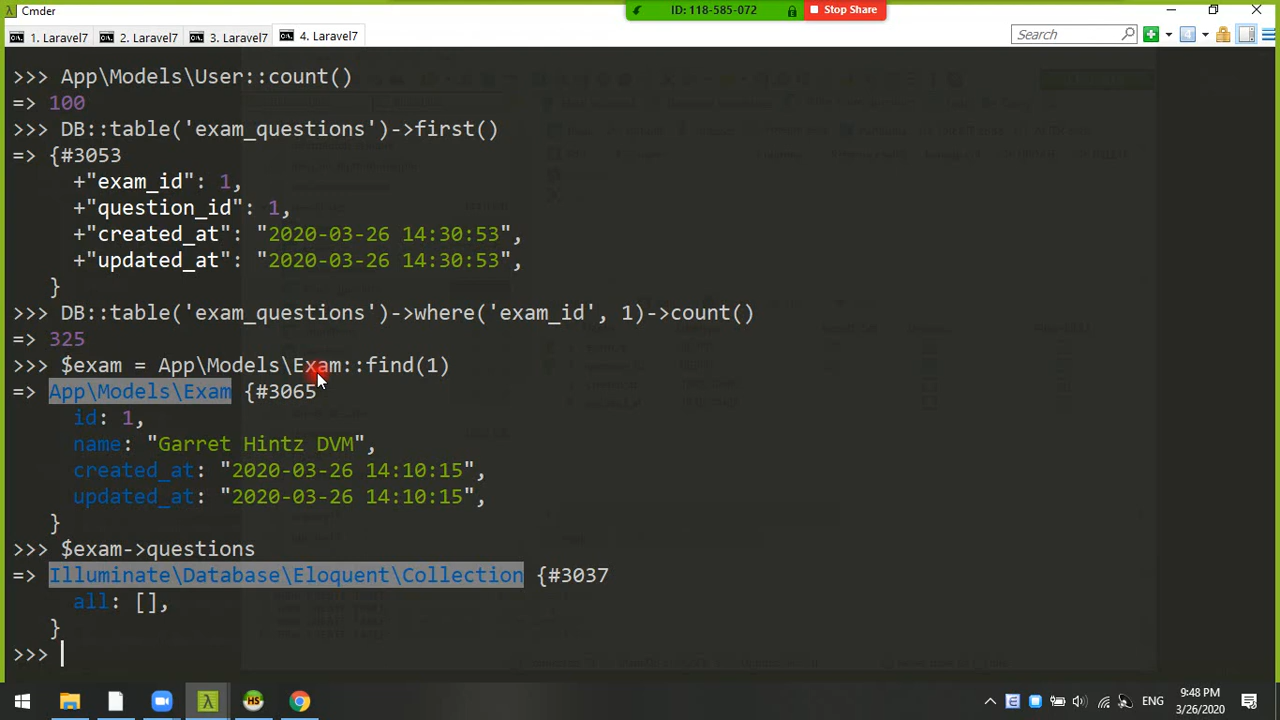 Cmder
ID: 118-585-072
Stop Share
1. Laravel7
2. Laravel7
3. Laravel7
4. Laravel7
Search
>>> App\Models\User::count()
=> 100
>>> DB::table('exam_questions')->first()
=> {#3053
+"exam_id": 1,
+"question_id": 1,
+"created_at": "2020-03-26 14:30:53",
+"updated_at": "2020-03-26 14:30:53",
}
>>> DB::table('exam_questions')->where('exam_id', 1)->count()
=> 325
>>> $exam = App\Models\Exam::find(1)
=> App\Models\Exam {#3065
id: 1,
name: "Garret Hintz DVM",
created_at: "2020-03-26 14:10:15",
updated_at: "2020-03-26 14:10:15",
}
>>> $exam->questions
=> Illuminate\Database\Eloquent\Collection {#3037
all: [],
}
>>>
ENG
9:48 PM
3/26/2020